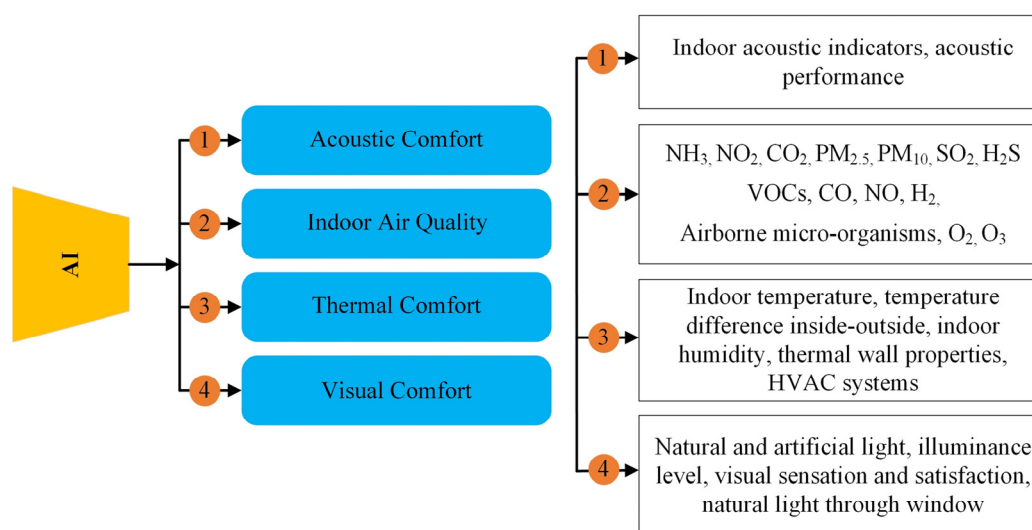 AI
1
Acoustic Comfort
2
Indoor Air Quality
3
Thermal Comfort
4
Visual Comfort
1
Indoor acoustic indicators, acoustic
performance
2
NH₃, NO₂, CO₂, PM₂.₅, PM₁₀, SO₂, H₂S
VOCs, CO, NO, H₂,
Airborne micro-organisms, O₂, O₃
3
Indoor temperature, temperature
difference inside-outside, indoor
humidity, thermal wall properties,
HVAC systems
4
Natural and artificial light, illuminance
level, visual sensation and satisfaction,
natural light through window